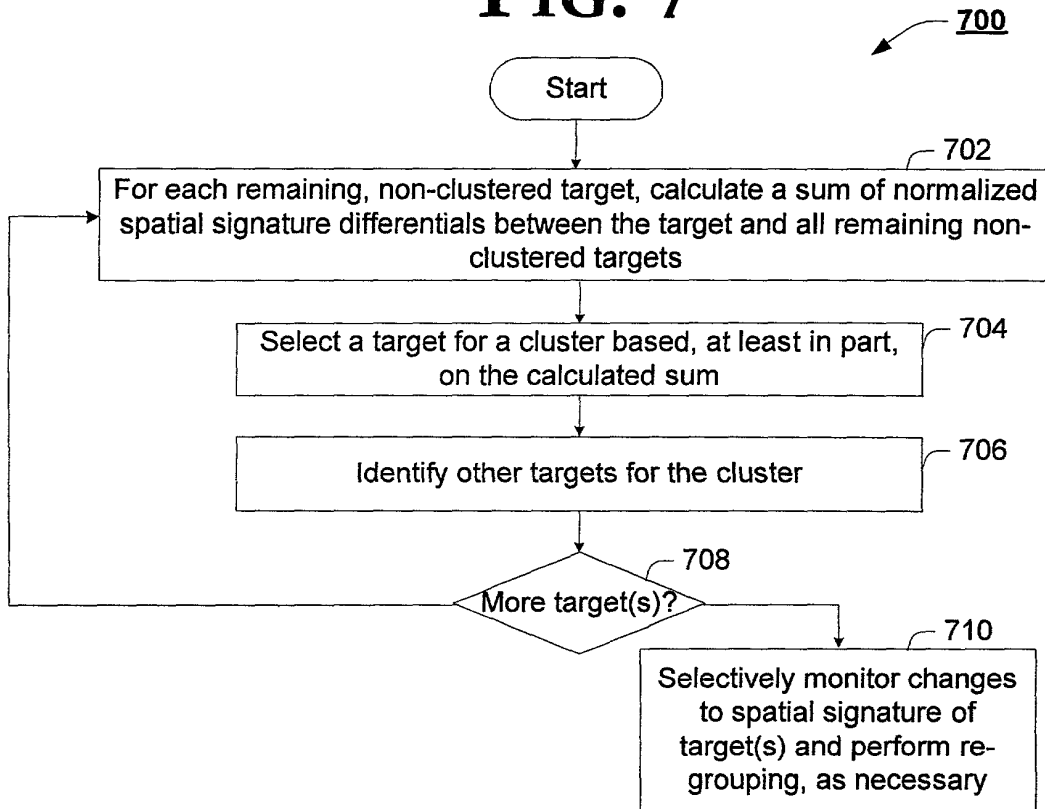 FIG. 7
700
Start
702
For each remaining, non-clustered target, calculate a sum of normalized
spatial signature differentials between the target and all remaining non-
clustered targets
704
Select a target for a cluster based, at least in part,
on the calculated sum
706
Identify other targets for the cluster
708
More target(s)?
710
Selectively monitor changes
to spatial signature of
target(s) and perform re-
grouping, as necessary